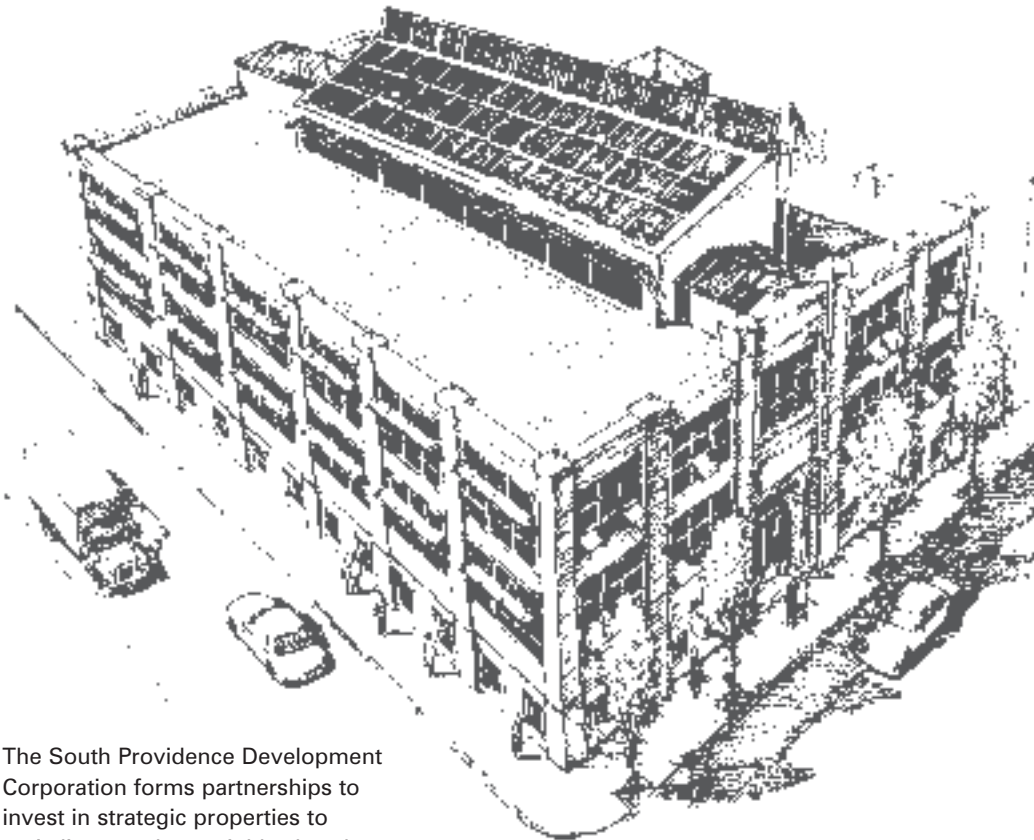 The South Providence Development
Corporation forms partnerships to
invest in strategic properties to